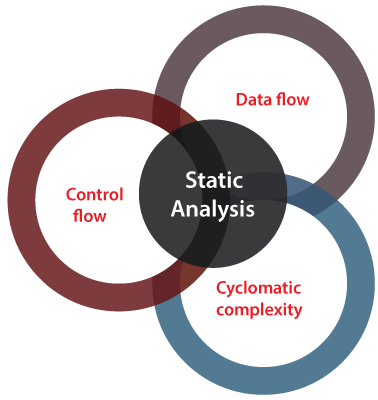 Data flow
Static
Analysis
Control
flow
Cyclomatic
complexity